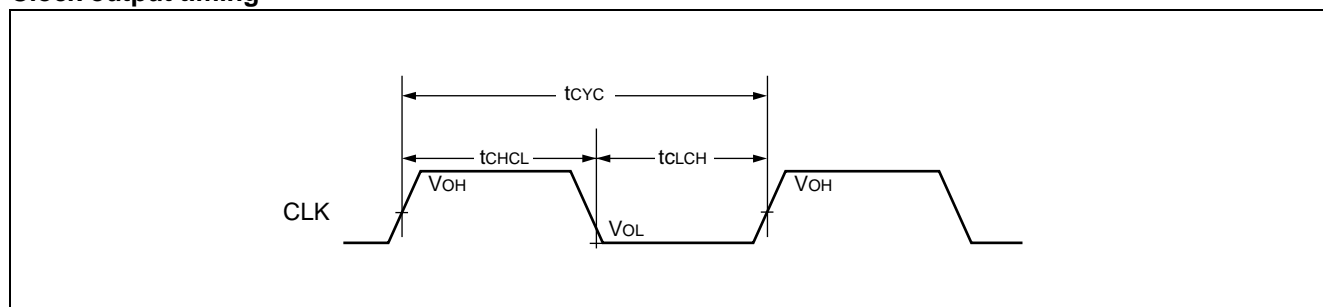 Clock output timing
tCYC
tCHCL
tCLCH
VOH
VOH
CLK
VOL